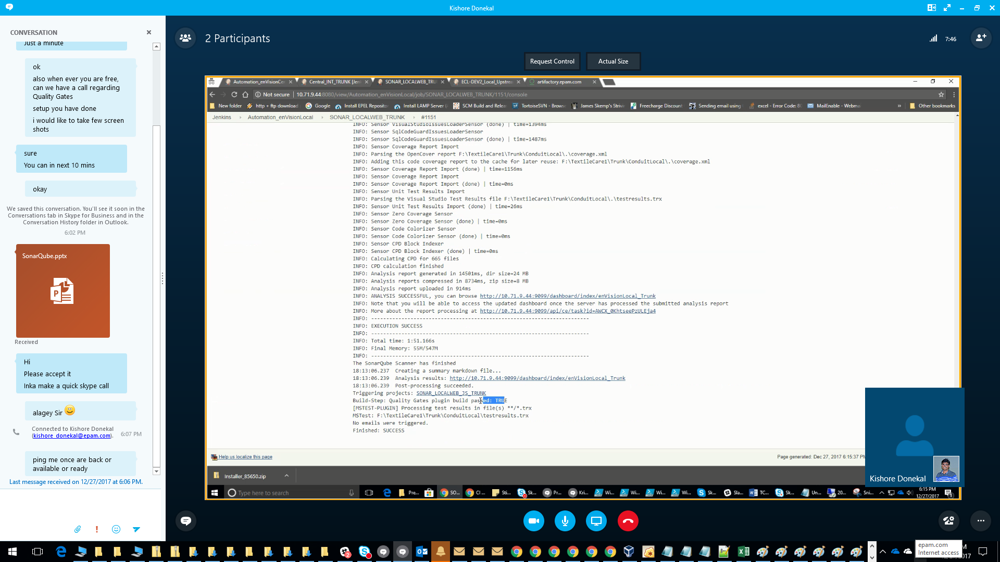 Kishore Donekal
CONVERSATION
Just a minute
ok
also when ever you are free,
can we have a call regarding
Quality Gates
setup you have done
i would like to take few screen
shots
sure
You can in next 10 mins
okay
We saved this conversation. You'll see it soon in the
Conversations tab in Skype for Business and in the
Conversation History folder in Outlook.
6:02 PM
SonarQube.pptx
Received
Hi
Please accept it
Inka make a quick skype call
alagey Sir
Connected to Kishore Donekal
(kishore_donekal@epam.com).
6:07 PM
ping me once are back or
available or ready
Last message received on 12/27/2017 at 6:06 PM.
2 Participants
7:46
Request Control
Actual Size
Automation_enVisionCen
Central_INT_TRUNK [Jenk
SONAR_LOCALWEB_TRU
ECL-DEV2_Local_Upstrea
artifactory.epam.com
Not secure | 10.71.9.44:8080/view/Automation_enVisionLocal/job/SONAR_LOCALWEB_TRUNK/1151/console
New folder
http + ftp download
Google
Install EPEL Reposito
Install LAMP Server (
SCM Build and Relea
TortoiseSVN - Browse
James Skemp's Strivi
Freecharge Discount
Sending email using
excel - Error Code: 80
MailEnable - Webmai
»
Other bookmarks
Jenkins
Automation_enVisionLocal
SONAR_LOCALWEB_TRUNK
#1151
INFO: Sensor VisualStudioIssuesLoaderSensor (done) | time=1394ms
INFO: Sensor SqlCodeGuardIssuesLoaderSensor
INFO: Sensor SqlCodeGuardIssuesLoaderSensor (done) | time=1487ms
INFO: Sensor Coverage Report Import
INFO: Parsing the OpenCover report F:\TextileCare1\Trunk\ConduitLocal\.\coverage.xml
INFO: Adding this code coverage report to the cache for later reuse: F:\TextileCare1\Trunk\ConduitLocal\.\coverage.xml
INFO: Sensor Coverage Report Import (done) | time=1156ms
INFO: Sensor Coverage Report Import
INFO: Sensor Coverage Report Import (done) | time=0ms
INFO: Sensor Unit Test Results Import
INFO: Parsing the Visual Studio Test Results file F:\TextileCare1\Trunk\ConduitLocal\.\testresults.trx
INFO: Sensor Unit Test Results Import (done) | time=26ms
INFO: Sensor Zero Coverage Sensor
INFO: Sensor Zero Coverage Sensor (done) | time=0ms
INFO: Sensor Code Colorizer Sensor
INFO: Sensor Code Colorizer Sensor (done) | time=0ms
INFO: Sensor CPD Block Indexer
INFO: Sensor CPD Block Indexer (done) | time=0ms
INFO: Calculating CPD for 665 files
INFO: CPD calculation finished
INFO: Analysis report generated in 14501ms, dir size=24 MB
INFO: Analysis reports compressed in 8734ms, zip size=8 MB
INFO: Analysis report uploaded in 914ms
INFO: ANALYSIS SUCCESSFUL, you can browse http://10.71.9.44:9099/dashboard/index/enVisionLocal_Trunk
INFO: Note that you will be able to access the updated dashboard once the server has processed the submitted analysis report
INFO: More about the report processing at http://10.71.9.44:9099/api/ce/task?id=AWCX_0KhtseePzULEja4
INFO: ------------------------------------------------------------------------
INFO: EXECUTION SUCCESS
INFO: ------------------------------------------------------------------------
INFO: Total time: 1:51.166s
INFO: Final Memory: 55M/547M
INFO: ------------------------------------------------------------------------
The SonarQube Scanner has finished
18:13:06.237  Creating a summary markdown file...
18:13:06.239  Analysis results: http://10.71.9.44:9099/dashboard/index/enVisionLocal_Trunk
18:13:06.239  Post-processing succeeded.
Triggering projects: SONAR_LOCALWEB_JS_TRUNK
Build-Step: Quality Gates plugin build passed: TRUE
[MSTEST-PLUGIN] Processing test results in file(s) **/*.trx
MSTest: F:\TextileCare1\Trunk\ConduitLocal\testresults.trx
No emails were triggered.
Finished: SUCCESS
Help us localize this page
Page generated: Dec 27, 2017 6:15:37 PM
Installer_85650.zip
Kishore Donekal
Type here to search
Pre...
SO...
CI ...
Sti...
Sk...
Pr...
Kri...
Wi...
Wi...
Wi...
Wi...
Sk...
Sla...
TC...
Sk...
Un...
20...
Sni...
6:15 PM
12/27/2017
epam.com
Internet access